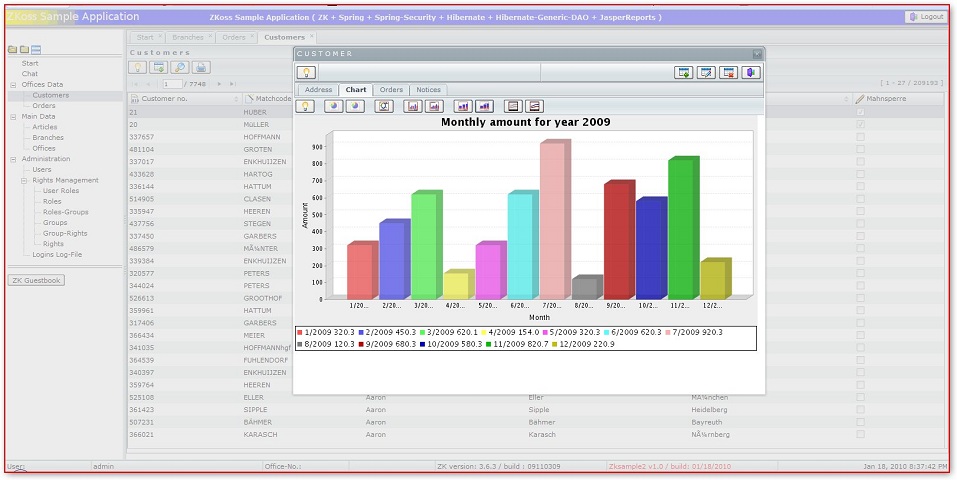 ZKoss Sample Application
ZKoss Sample Application ( ZK + Spring + Spring-Security + Hibernate + Hibernate-Generic-DAO + JasperReports )
Logout
Start
Chat
Offices Data
Customers
Orders
Main Data
Articles
Branches
Offices
Administration
Users
Rights Management
User Roles
Roles
Roles-Groups
Groups
Group-Rights
Rights
Logins Log-File
ZK Guestbook
Start Branches Orders Customers
Customers
1 / 7748 [ 1 - 27 / 209193 ]
Customer no. Matchcode Mahnsperre
21 HUBER
20 MüLLER
337657 HOFFMANN
481104 GROTEN
337017 ENKHUIJZEN
433628 HARTOG
336144 HATTUM
514905 CLASEN
335947 HEEREN
437756 STEGEN
337450 GARBERS
486579 MÃ¼NTER
339384 ENKHUIJZEN
320577 PETERS
344024 PETERS
526613 GROOTHOF
359961 HATTUM
317406 GARBERS
366434 MEIER
341035 HOFFMANNhgf
364539 FUHLENDORF
340397 ENKHUIJZEN
359764 HEEREN
525108 ELLER Aaron Eller MÃ¼nchen
361423 SIPPLE Aaron Sipple Heidelberg
507231 BÄHMER Aaron Bähmer Bayreuth
366021 KARASCH Aaron Karasch NÃ¼rnberg
CUSTOMER
Address Chart Orders Notices
Monthly amount for year 2009
Amount
900
800
700
600
500
400
300
200
100
0
1/20... 2/20... 3/20... 4/20... 5/20... 6/20... 7/20... 8/20... 9/20... 10/2... 11/2... 12/2...
Month
1/2009 320.3 2/2009 450.3 3/2009 620.1 4/2009 154.0 5/2009 320.3 6/2009 620.3 7/2009 920.3
8/2009 120.3 9/2009 680.3 10/2009 580.3 11/2009 820.7 12/2009 220.9
User: admin Office-No.: ZK version: 3.6.3 / build : 09110309 Zksample2 v1.0 / build: 01/18/2010 Jan 18, 2010 8:37:42 PM